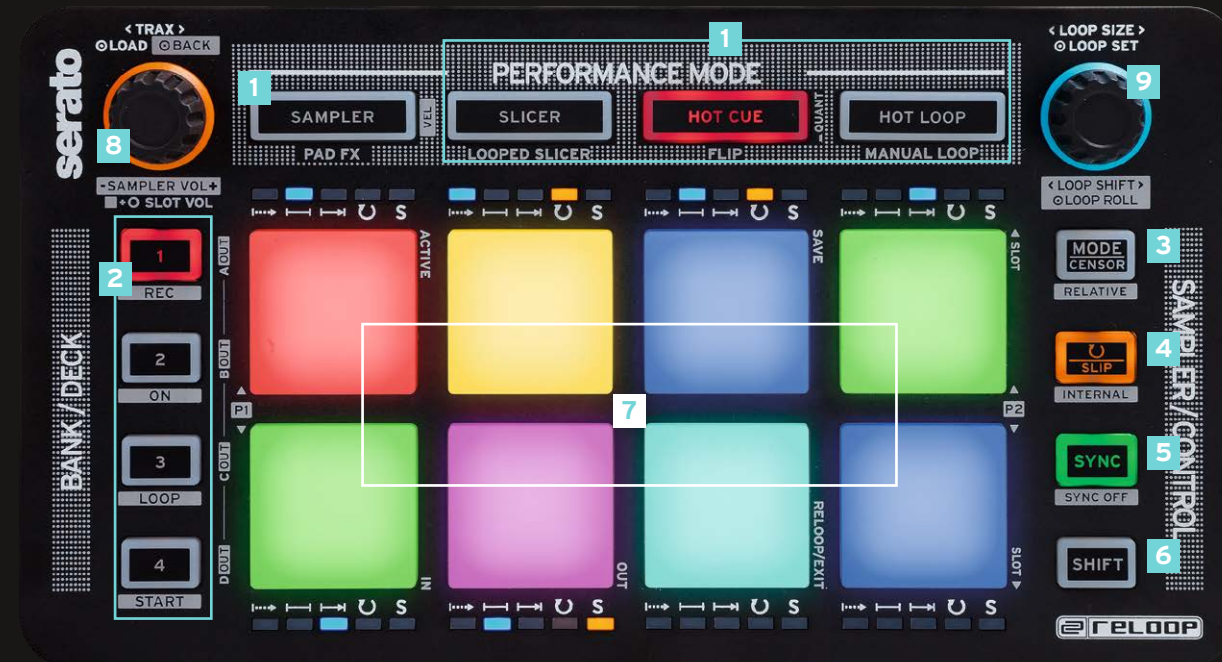 < TRAX >
⊙LOAD ⊙BACK
serato
8
-SAMPLER VOL+
■+O SLOT VOL
1
PERFORMANCE MODE
1
SAMPLER
VEL
SLICER
HOT CUE
-QUANT
HOT LOOP
PAD FX
LOOPED SLICER
FLIP
MANUAL LOOP
< LOOP SIZE >
⊙ LOOP SET
9
< LOOP SHIFT >
⊙LOOP ROLL
BANK / DECK
2
1
REC
2
ON
3
LOOP
4
START
A OUT
B OUT
C OUT
D OUT
S
S
S
S
ACTIVE
SAVE
▲ SLOT
▲
P1
▼
7
▲
P2
▼
IN
OUT
RELOOP/EXIT
SLOT ▼
S
S
S
S
MODE
CENSOR
3
RELATIVE
SLIP
4
INTERNAL
SYNC
5
SYNC OFF
SHIFT
6
SAMPLER / CONTROL
RELOOP